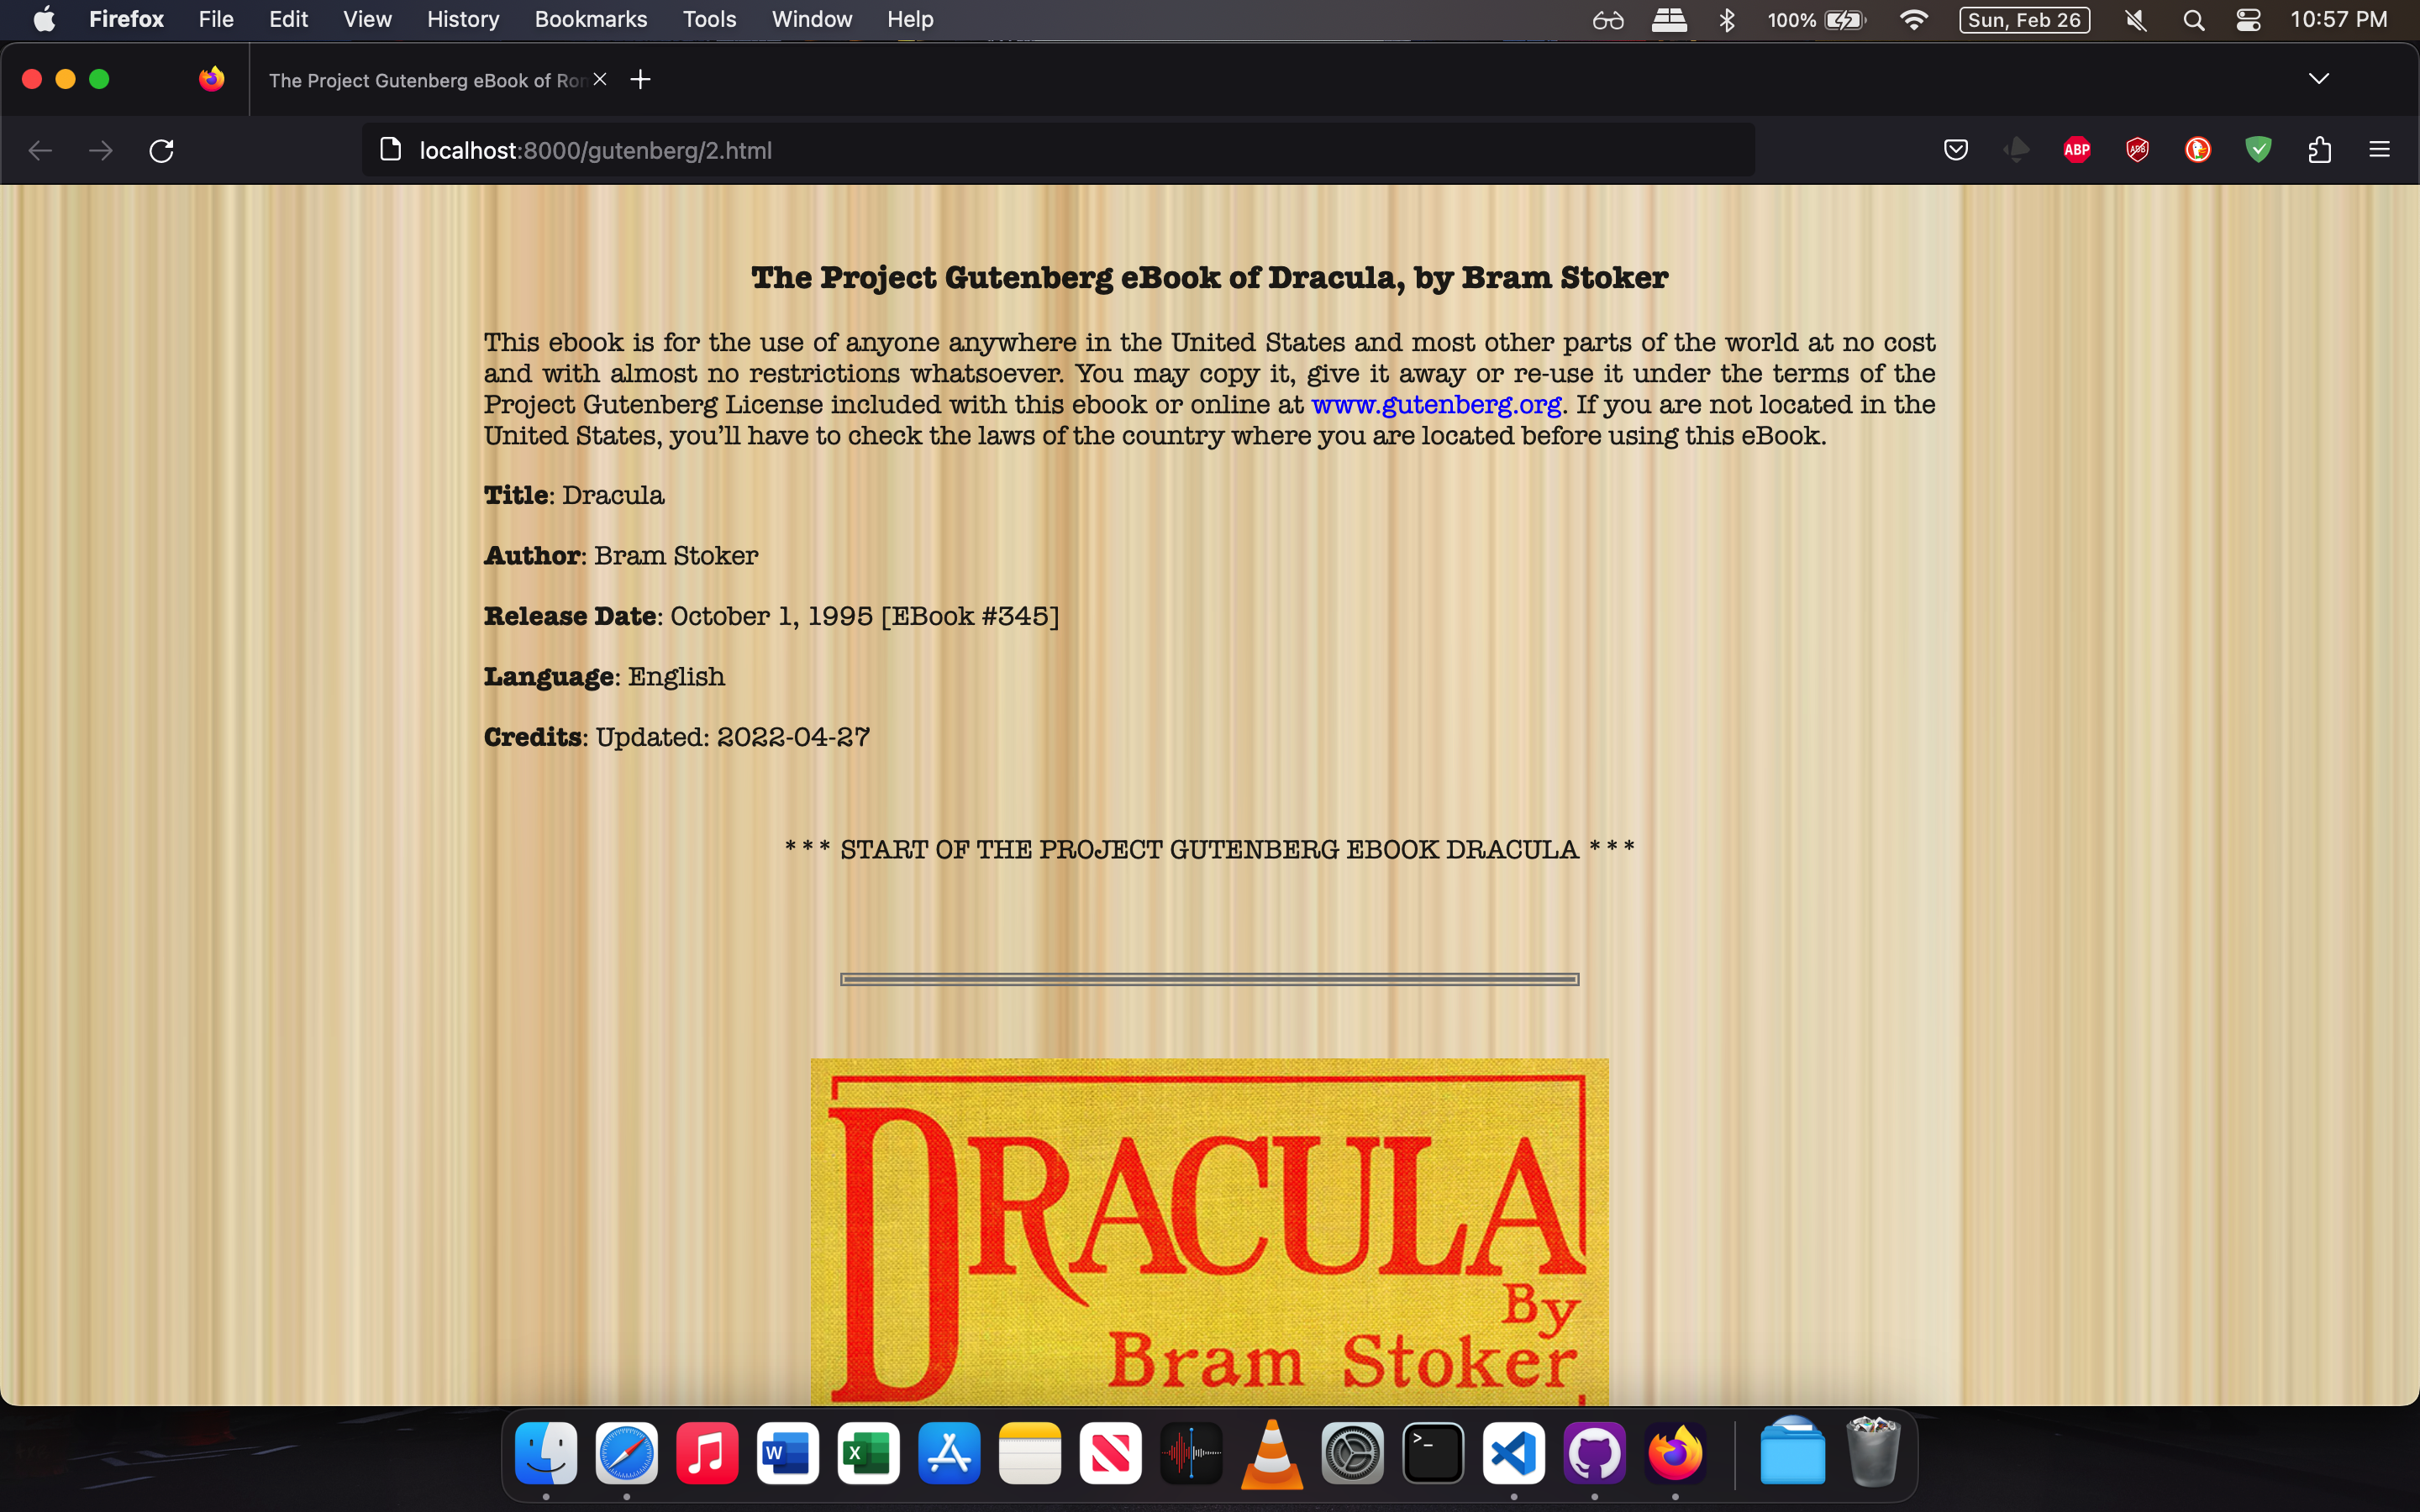 Firefox File Edit View History Bookmarks Tools Window Help 100% Sun, Feb 26 10:57 PM
The Project Gutenberg eBook of Ron
localhost:8000/gutenberg/2.html ABP
The Project Gutenberg eBook of Dracula, by Bram Stoker
This ebook is for the use of anyone anywhere in the United States and most other parts of the world at no cost
and with almost no restrictions whatsoever. You may copy it, give it away or re-use it under the terms of the
Project Gutenberg License included with this ebook or online at www.gutenberg.org. If you are not located in the
United States, you’ll have to check the laws of the country where you are located before using this eBook.
Title: Dracula
Author: Bram Stoker
Release Date: October 1, 1995 [EBook #345]
Language: English
Credits: Updated: 2022-04-27
*** START OF THE PROJECT GUTENBERG EBOOK DRACULA ***
DRACULA
By
Bram Stoker
W X >_